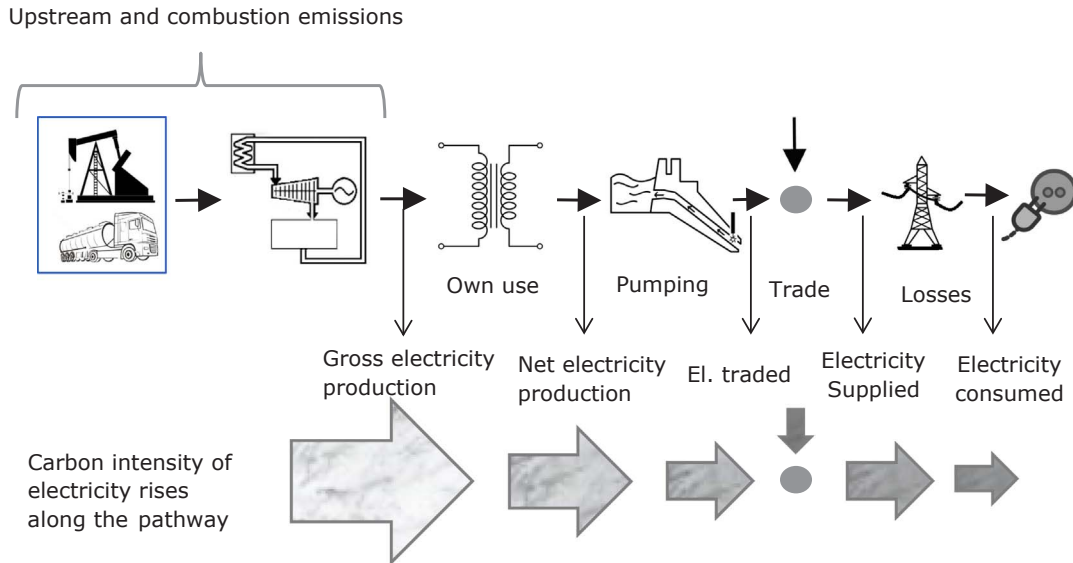 Upstream and combustion emissions
Own use
Pumping
Trade
Losses
Gross electricity
production
Net electricity
production
El. traded
Electricity
Supplied
Electricity
consumed
Carbon intensity of
electricity rises
along the pathway